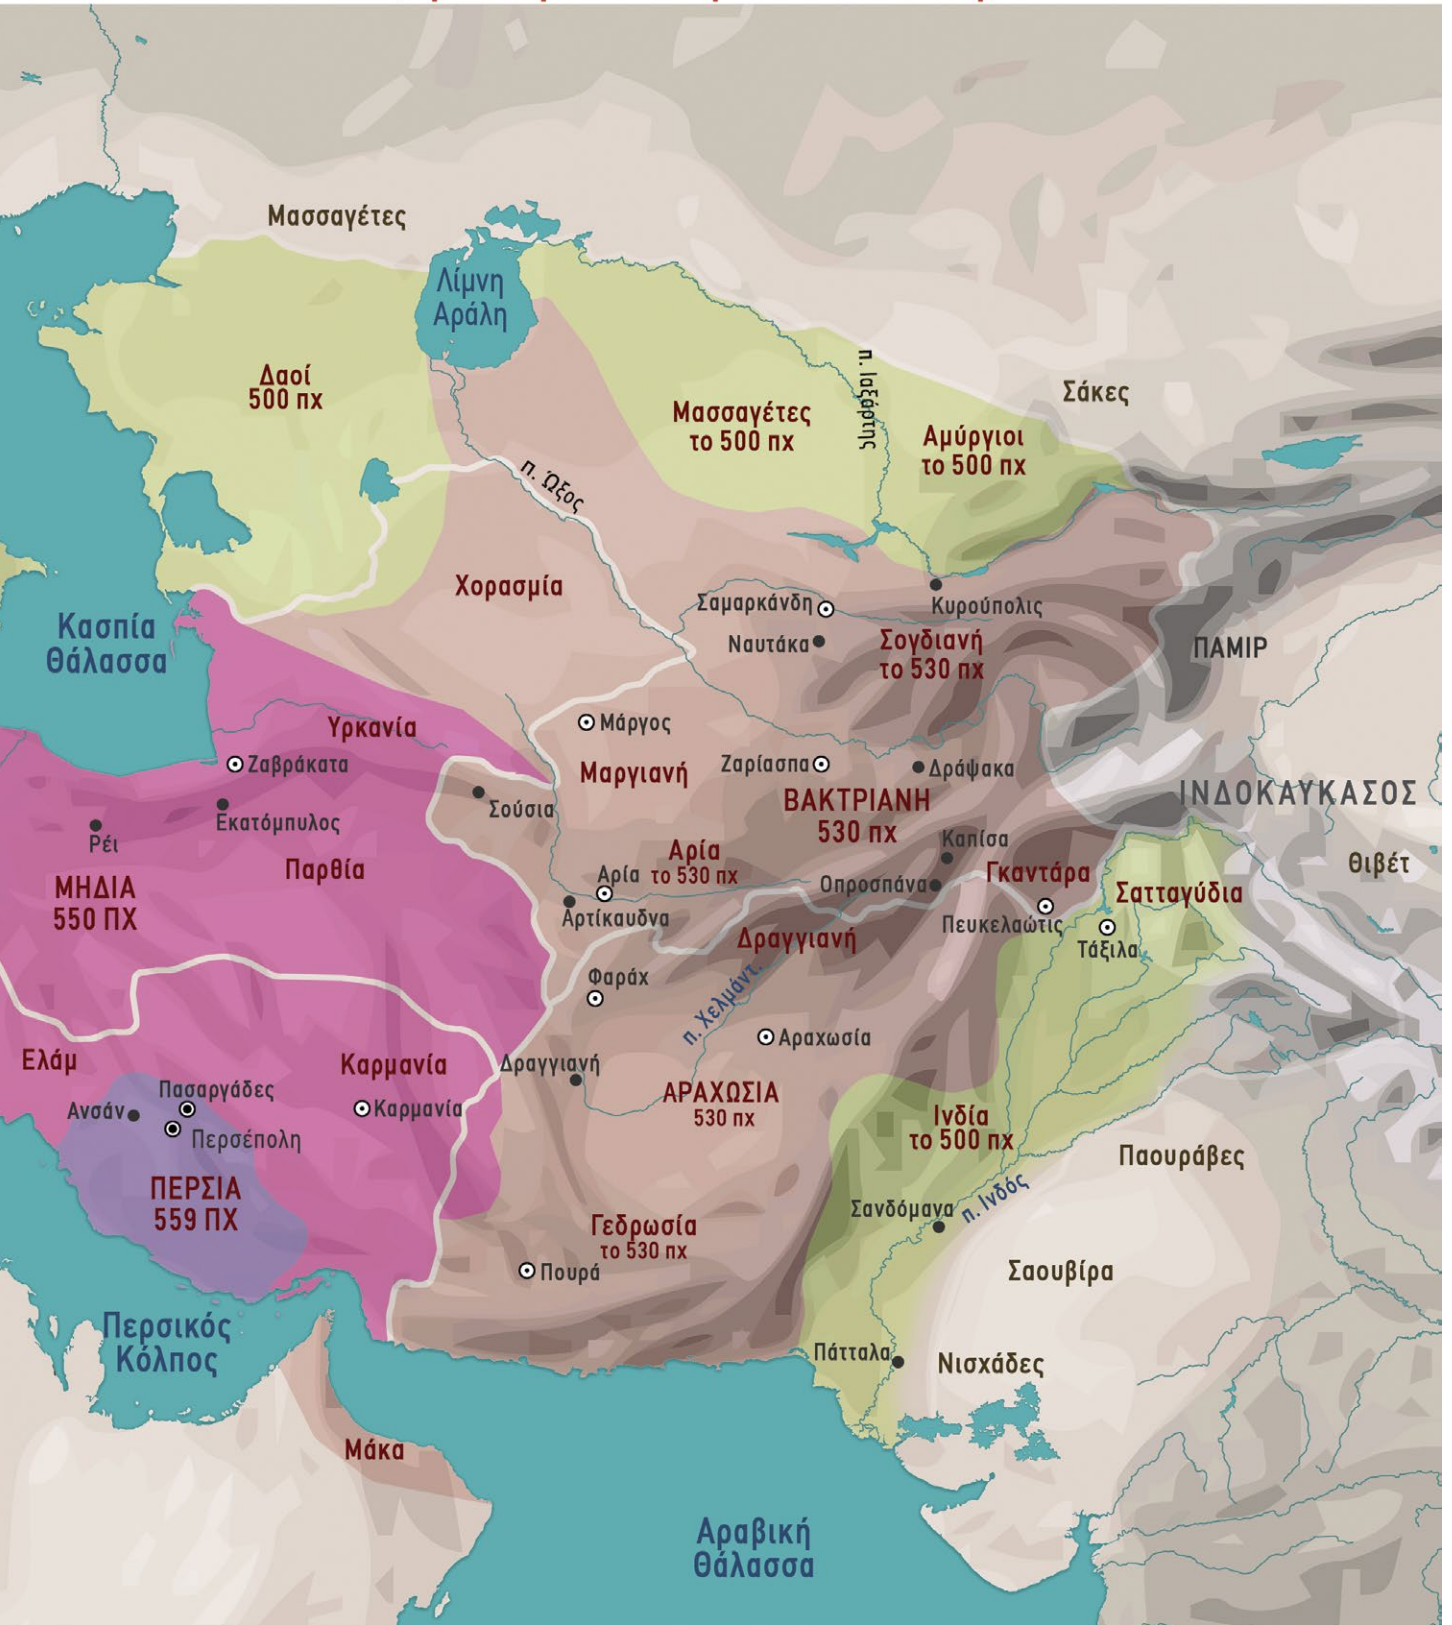 Μασσαγέτες
Λίμνη
Αράλη
Δαοί
500 πχ
π. Ιαξάρτης
Σάκες
Μασσαγέτες
το 500 πχ
Αμύργιοι
το 500 πχ
π. Ώξος
Χορασμία
Σαμαρκάνδη
Κυρούπολις
Ναυτάκα
Σογδιανή
το 530 πχ
ΠΑΜΙΡ
Κασπία
Θάλασσα
Υρκανία
Μάργος
Ζαβράκατα
Μαργιανή
Ζαρίασπα
Δράψακα
ΙΝΔΟΚΑΥΚΑΣΟΣ
Σούσια
ΒΑΚΤΡΙΑΝΗ
530 πχ
Εκατόμπυλος
Ρέι
Καπίσα
Παρθία
Αρία
το 530 πχ
Αρία
Γκαντάρα
Θιβέτ
ΜΗΔΙΑ
550 ΠΧ
Οπροσπάνα
Σατταγύδια
Αρτίκαυδνα
Πευκελαώτις
Δραγγιανή
Τάξιλα
Φαράχ
π. Χελμάντ.
Αραχωσία
Ελάμ
Καρμανία
Δραγγιανή
Πασαργάδες
Ανσάν
Καρμανία
ΑΡΑΧΩΣΙΑ
530 πχ
Ινδία
το 500 πχ
Περσέπολη
Παουράβες
ΠΕΡΣΙΑ
559 ΠΧ
Σανδόμανα
π. Ινδός
Γεδρωσία
το 530 πχ
Πουρά
Σαουβίρα
Περσικός
Κόλπος
Πάτταλα
Νισχάδες
Μάκα
Αραβική
Θάλασσα